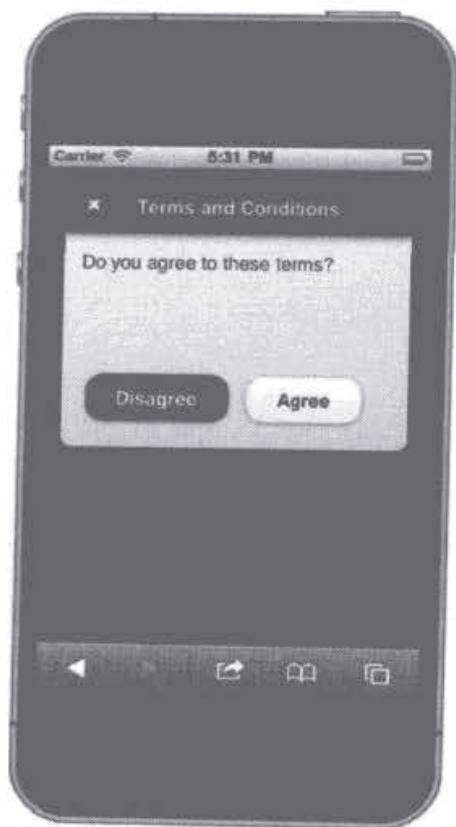 Carrier 5:31 PM
Terms and Conditions
Do you agree to these terms?
Disagree Agree